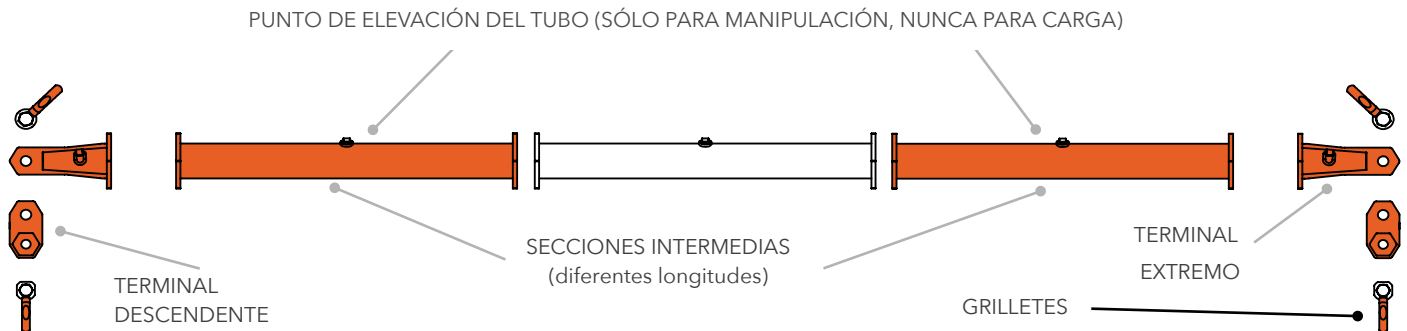 PUNTO DE ELEVACIÓN DEL TUBO (SÓLO PARA MANIPULACIÓN, NUNCA PARA CARGA)
SECCIONES INTERMEDIAS
(diferentes longitudes)
TERMINAL
EXTREMO
TERMINAL
DESCENDENTE
GRILLETES